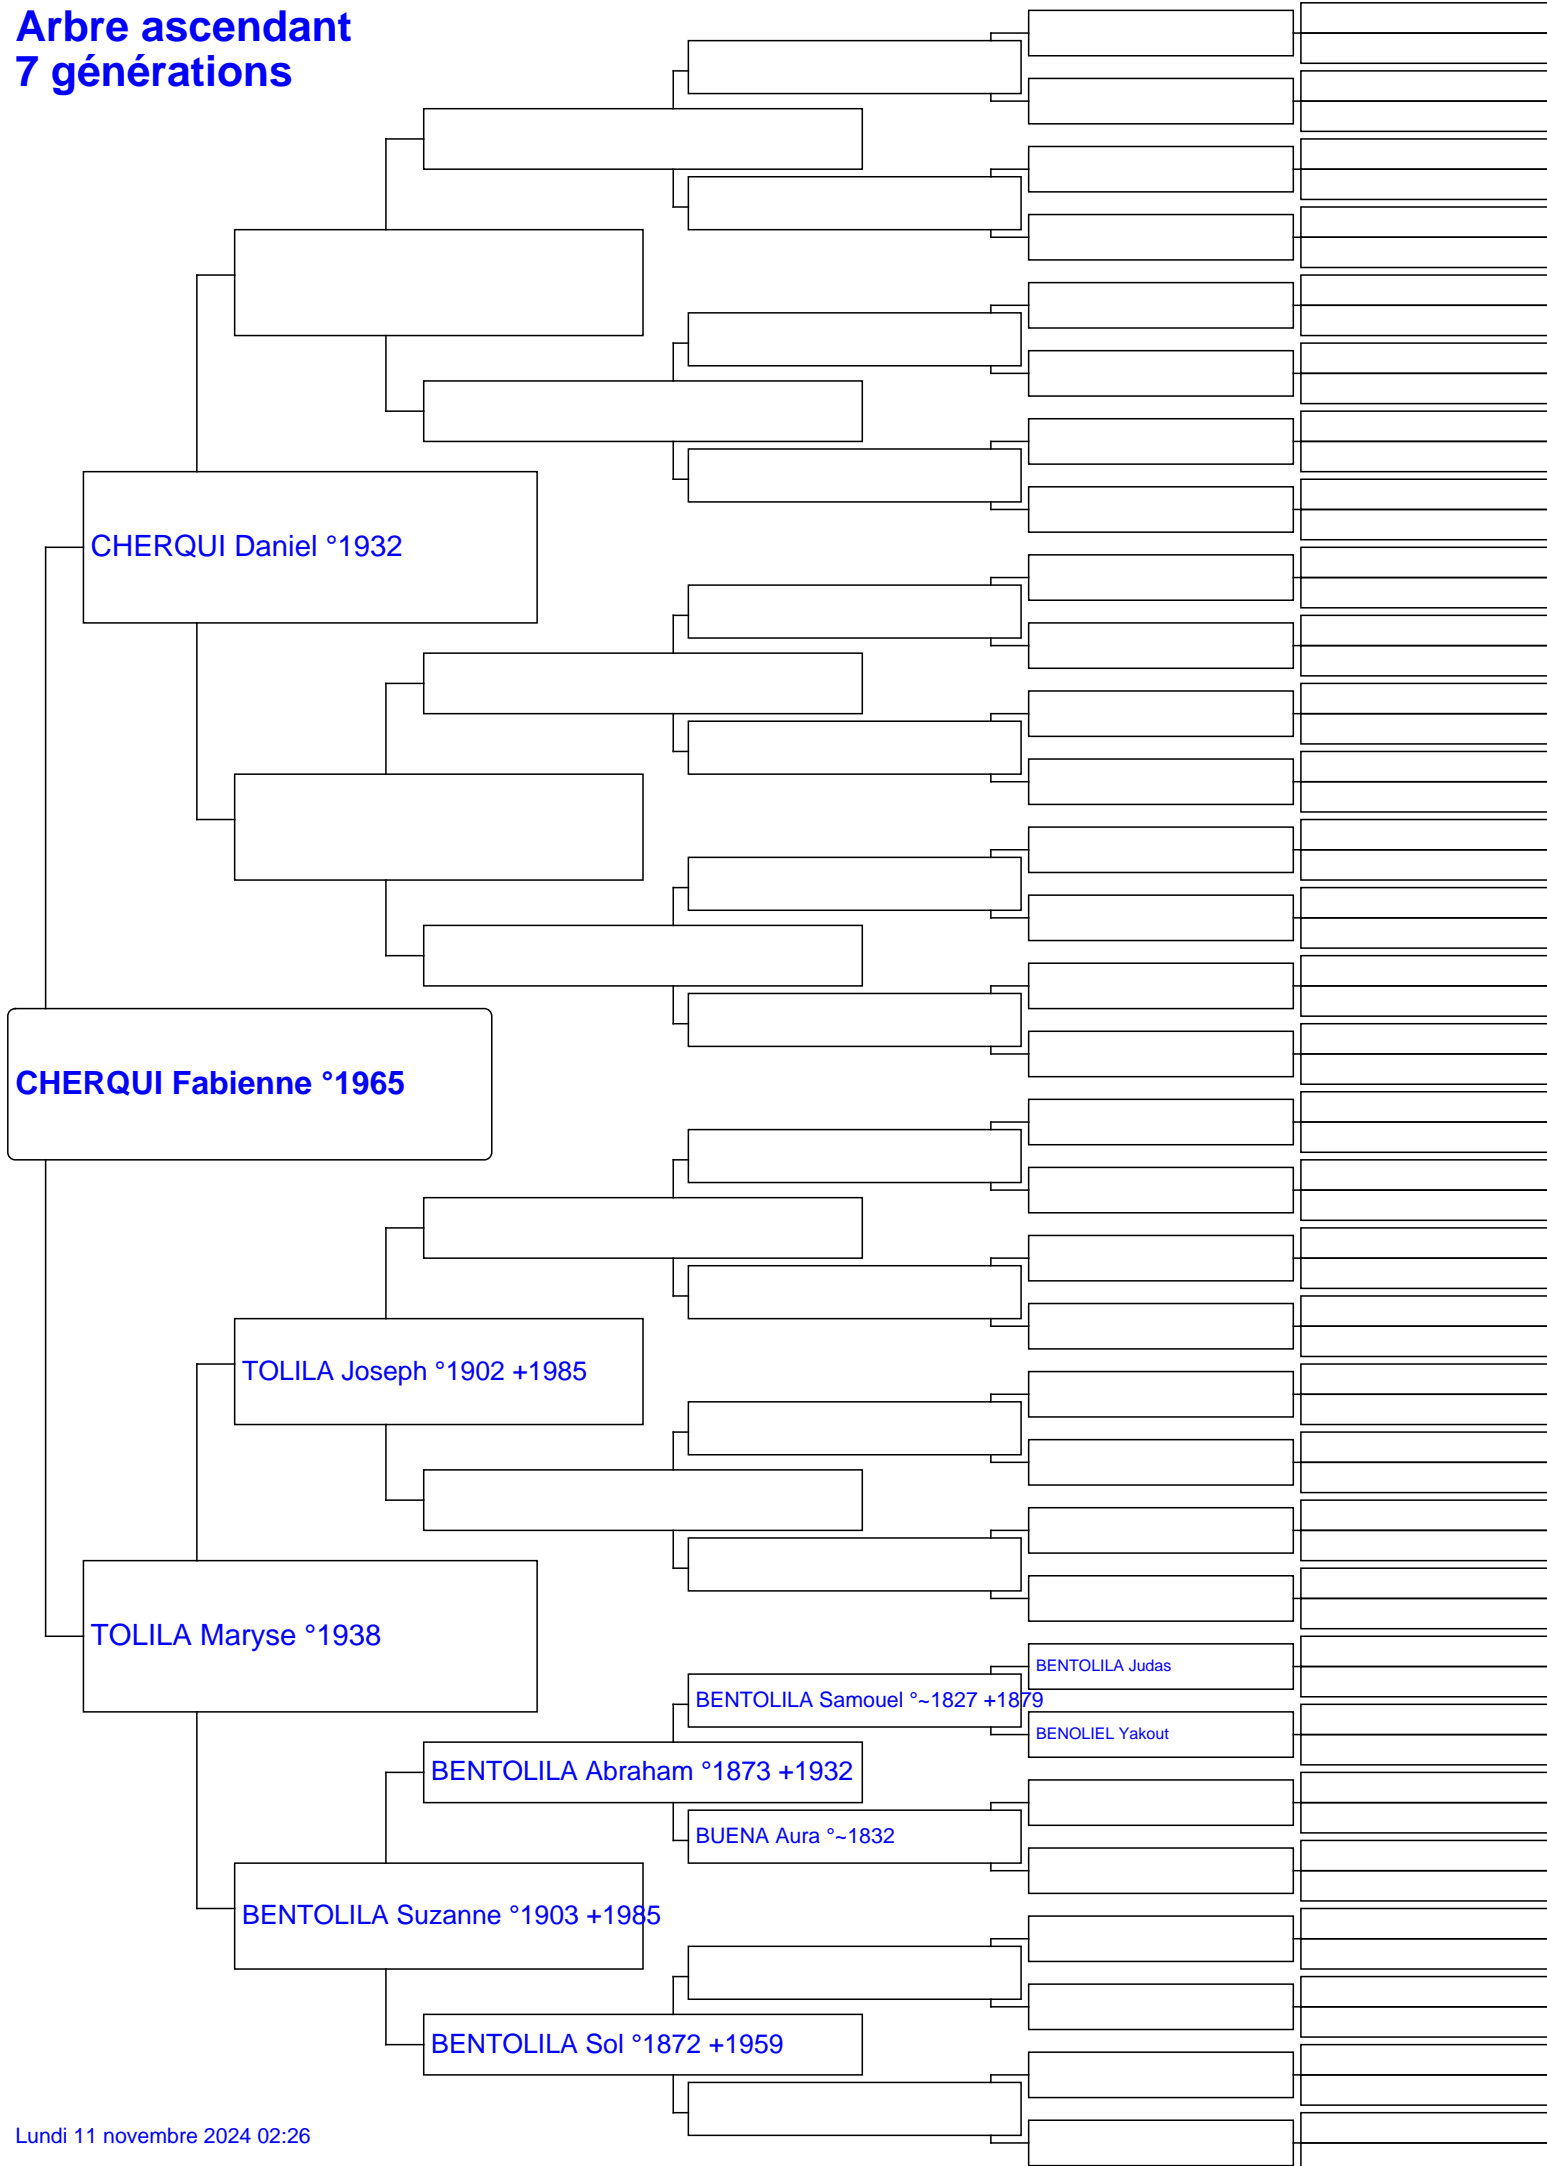 Arbre ascendant
7 générations
CHERQUI Daniel °1932
CHERQUI Fabienne °1965
TOLILA Joseph °1902 +1985
TOLILA Maryse °1938
BENTOLILA Judas
BENTOLILA Samouel °~1827 +1879
BENOLIEL Yakout
BENTOLILA Abraham °1873 +1932
BUENA Aura °~1832
BENTOLILA Suzanne °1903 +1985
BENTOLILA Sol °1872 +1959
Lundi 11 novembre 2024 02:26